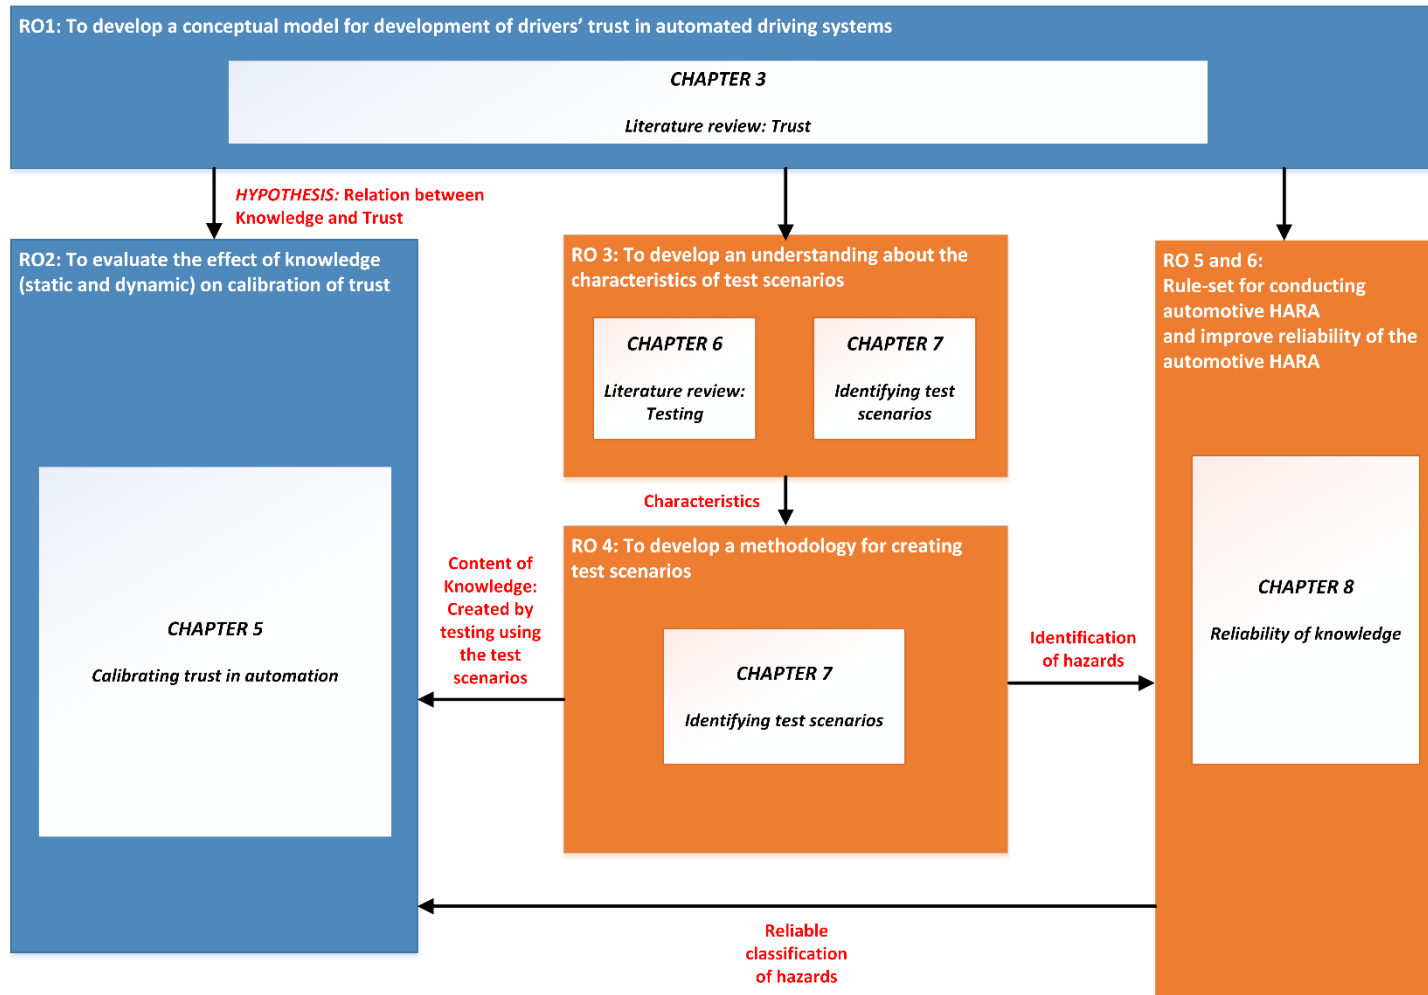 RO1: To develop a conceptual model for development of drivers’ trust in automated driving systems
CHAPTER 3
Literature review: Trust
HYPOTHESIS: Relation between
Knowledge and Trust
RO2: To evaluate the effect of knowledge
(static and dynamic) on calibration of trust
CHAPTER 5
Calibrating trust in automation
RO 3: To develop an understanding about the
characteristics of test scenarios
CHAPTER 6
Literature review:
Testing
CHAPTER 7
Identifying test
scenarios
Characteristics
RO 4: To develop a methodology for creating
test scenarios
CHAPTER 7
Identifying test scenarios
Content of
Knowledge:
Created by
testing using
the test
scenarios
Identification
of hazards
RO 5 and 6:
Rule-set for conducting
automotive HARA
and improve reliability of the
automotive HARA
CHAPTER 8
Reliability of knowledge
Reliable
classification
of hazards